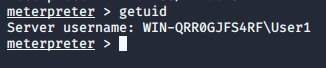 meterpreter > getuid
Server username: WIN-QRR0GJFS4RF\User1
meterpreter >